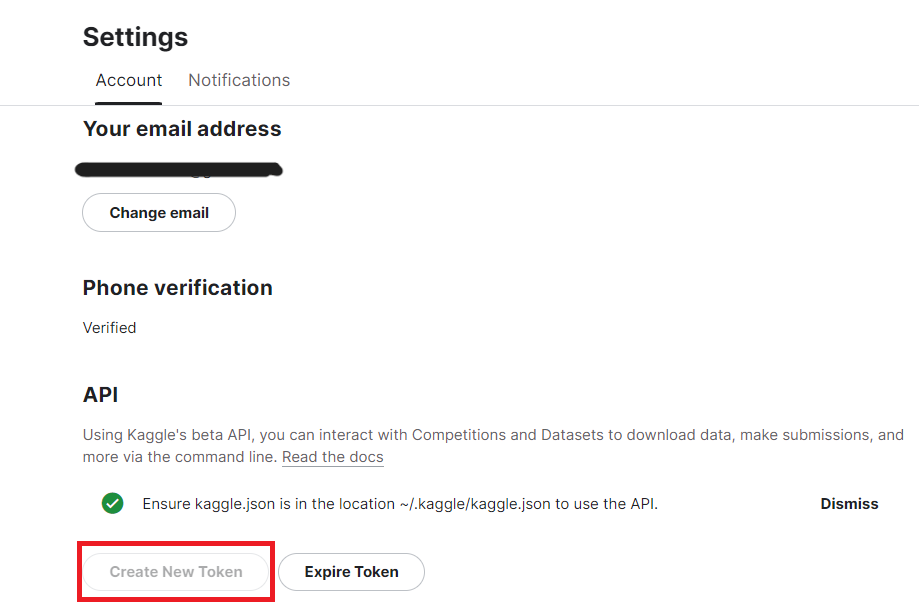 Settings
Account Notifications
Your email address
Change email
Phone verification
Verified
API
Using Kaggle's beta API, you can interact with Competitions and Datasets to download data, make submissions, and
more via the command line. Read the docs
Ensure kaggle.json is in the location ~/.kaggle/kaggle.json to use the API. Dismiss
Create New Token Expire Token